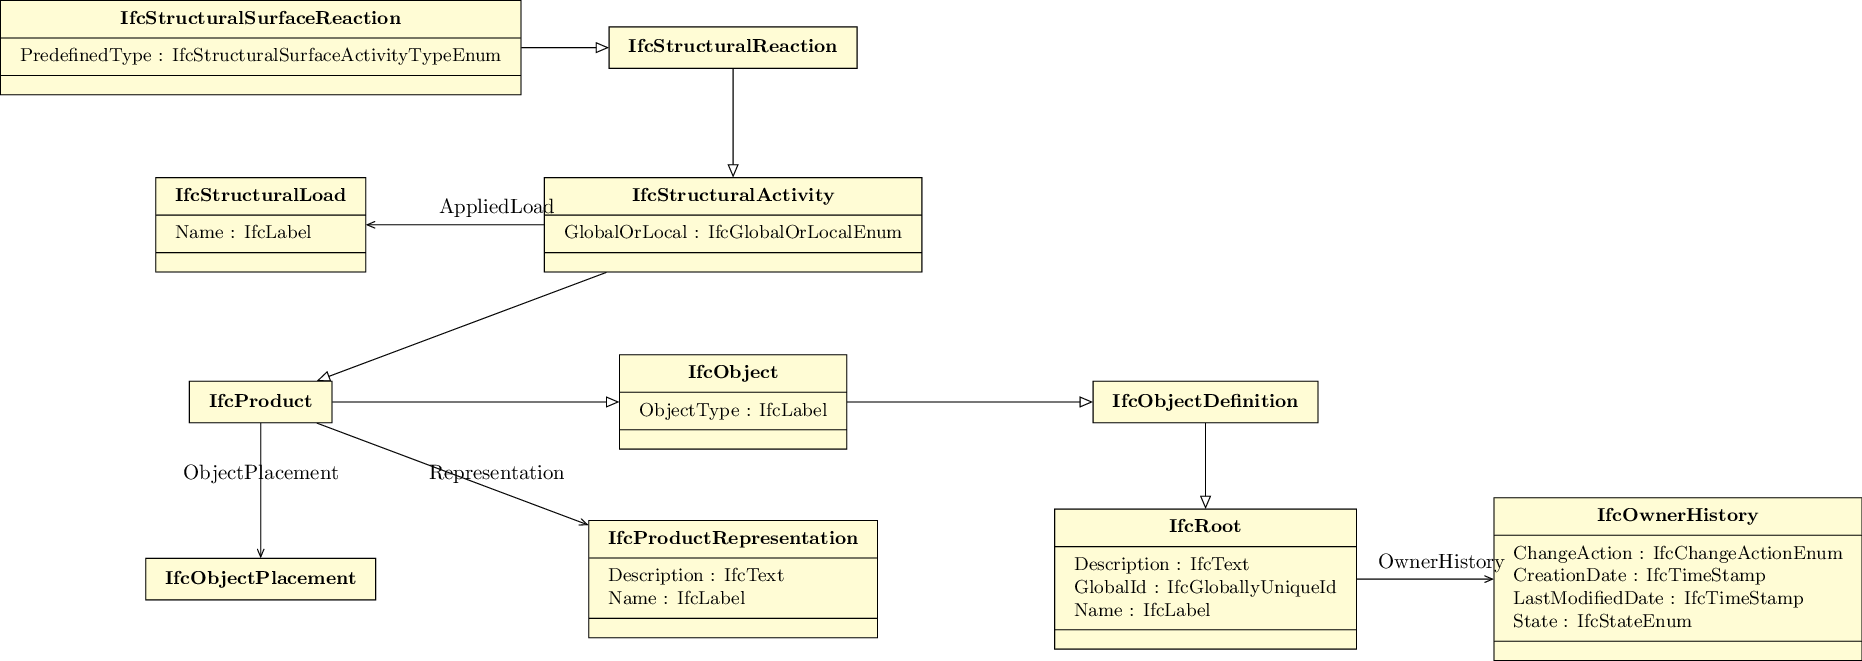 IfcStructuralSurfaceReaction
PredefinedType : IfcStructuralSurfaceActivityTypeEnum
IfcStructuralReaction
IfcStructuralLoad
Name : IfcLabel
AppliedLoad
IfcStructuralActivity
GlobalOrLocal : IfcGlobalOrLocalEnum
IfcProduct
IfcObject
ObjectType : IfcLabel
IfcObjectDefinition
ObjectPlacement
Representation
IfcObjectPlacement
IfcProductRepresentation
Description : IfcText
Name : IfcLabel
IfcRoot
Description : IfcText
GlobalId : IfcGloballyUniqueId
Name : IfcLabel
OwnerHistory
IfcOwnerHistory
ChangeAction : IfcChangeActionEnum
CreationDate : IfcTimeStamp
LastModifiedDate : IfcTimeStamp
State : IfcStateEnum